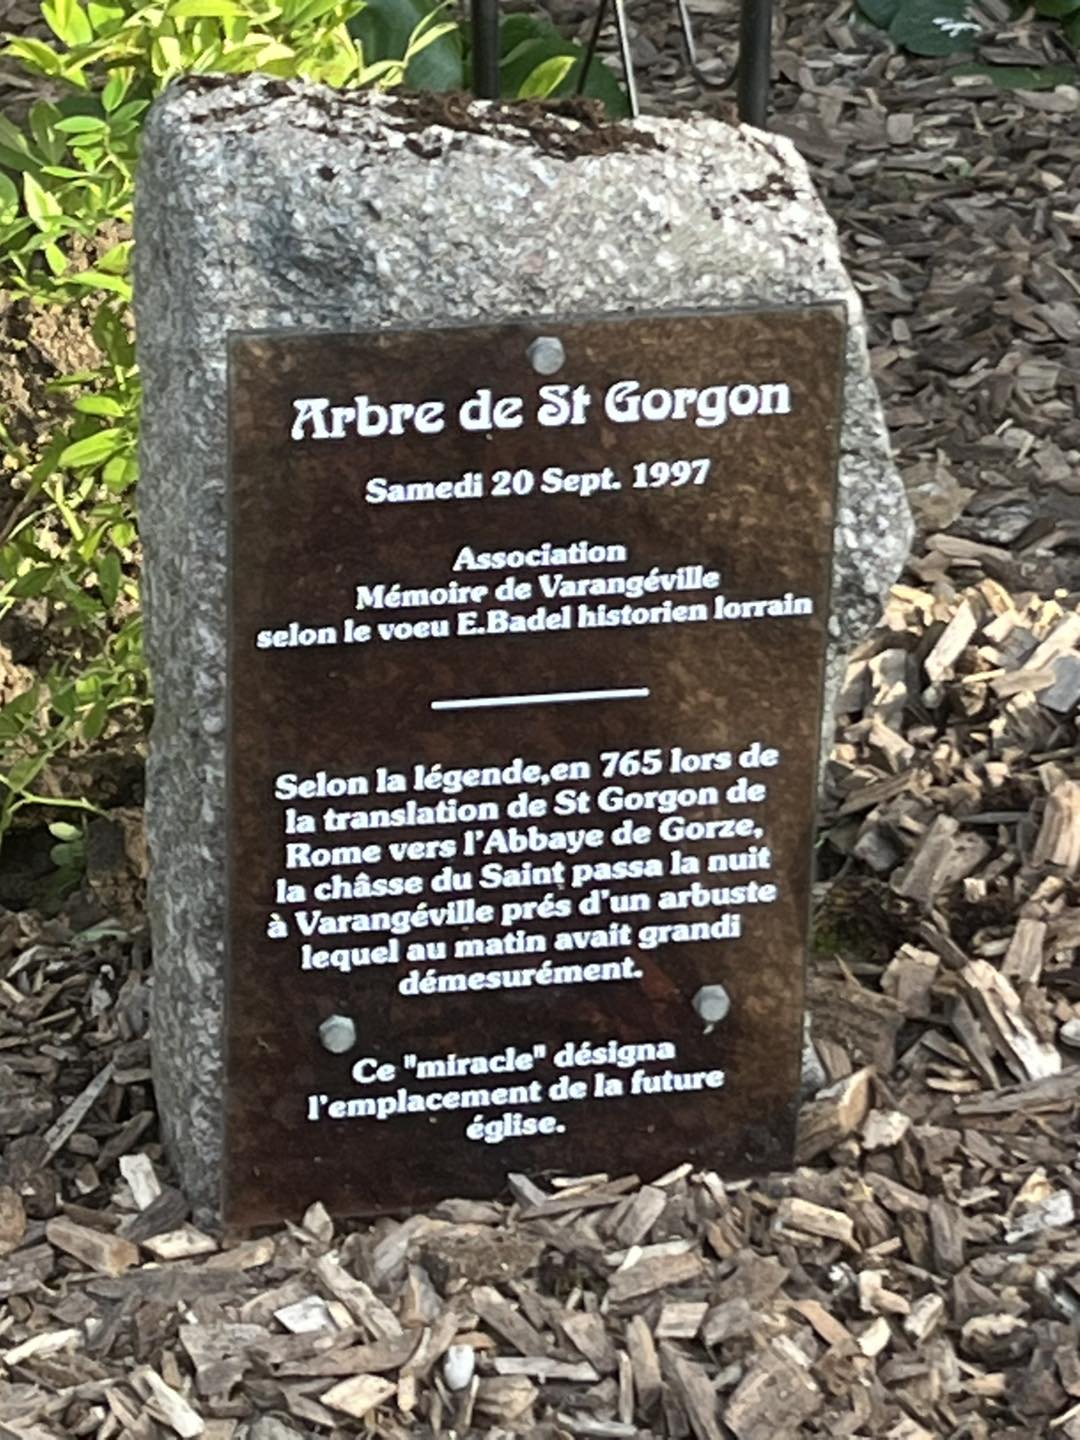 Arbre de St Gorgon
Samedi 20 Sept. 1997
Association
Mémoire de Varangéville
selon le voeu E.Badel historien lorrain
Selon la légende,en 765 lors de
la translation de St Gorgon de
Rome vers l'Abbaye de Gorze,
la châsse du Saint passa la nuit
à Varangéville prés d'un arbuste
lequel au matin avait grandi
démesurément.
Ce "miracle" désigna
l'emplacement de la future
église.